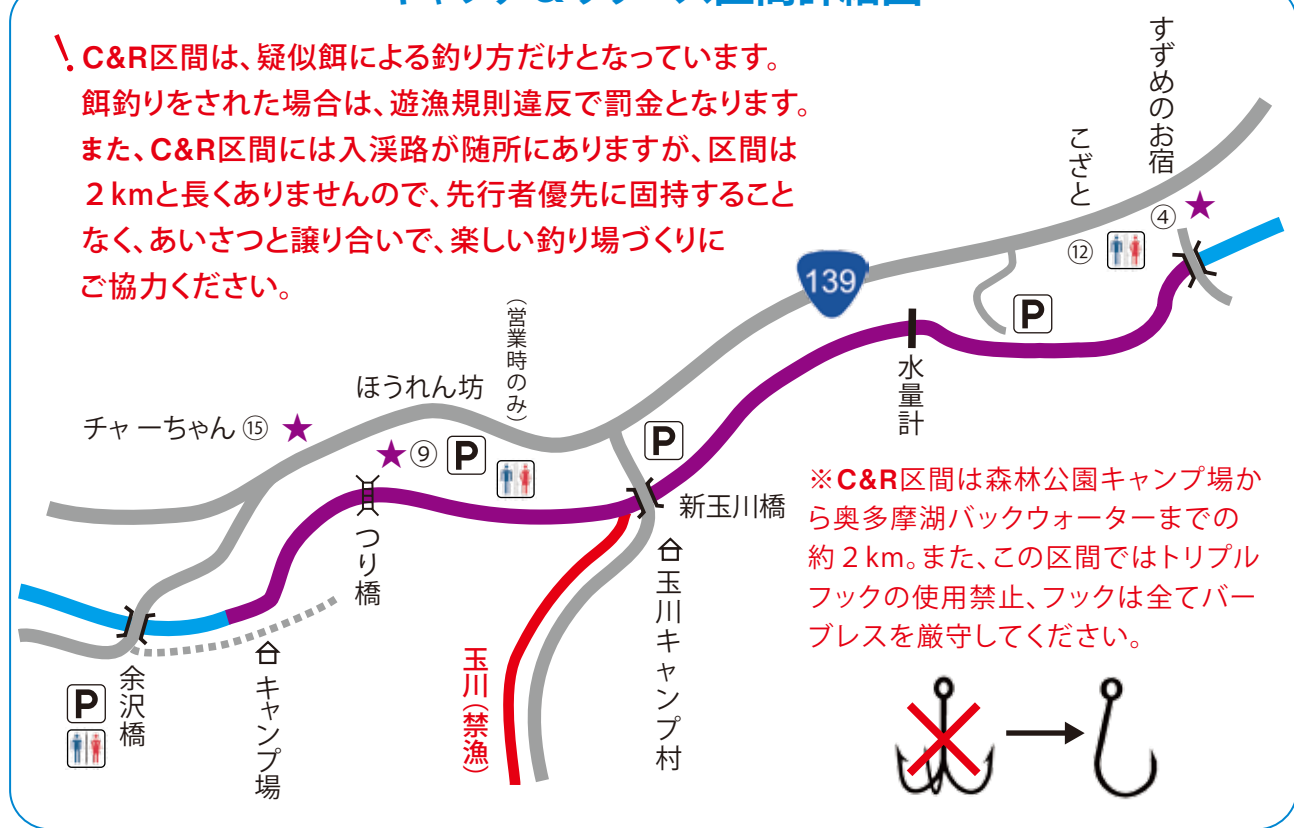 C&R区間は、疑似餌による釣り方だけとなっています。
餌釣りをされた場合は、遊漁規則違反で罰金となります。
また、C&R区間には入渓路が随所にありますが、区間は
2kmと長くありませんので、先行者優先に固持すること
なく、あいさつと譲り合いで、楽しい釣り場づくりに
ご協力ください。
すずめのお宿
④
こざと
⑫
139
P
水量計
(営業時のみ)
ほうれん坊
チャーちゃん ⑮
⑨ P
P
新玉川橋
つり橋
玉川キャンプ村
玉川(禁漁)
キャンプ場
余沢橋
P
※C&R区間は森林公園キャンプ場か
ら奥多摩湖バックウォーターまでの
約2km。また、この区間ではトリプル
フックの使用禁止、フックは全てバー
ブレスを厳守してください。